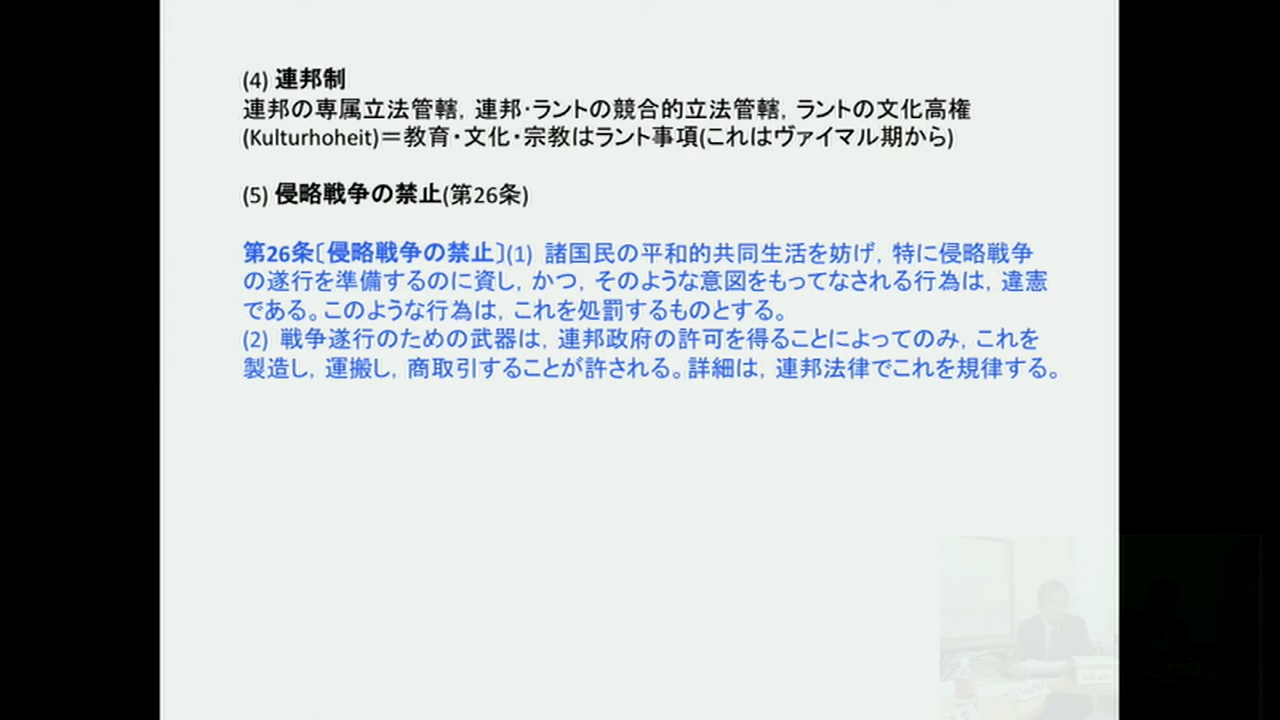 (4) 連邦制
連邦の専属立法管轄，連邦・ラントの競合的立法管轄，ラントの文化高権
(Kulturhoheit)＝教育・文化・宗教はラント事項(これはヴァイマル期から)
(5) 侵略戦争の禁止(第26条)
第26条〔侵略戦争の禁止〕(1) 諸国民の平和的共同生活を妨げ，特に侵略戦争
の遂行を準備するのに資し，かつ，そのような意図をもってなされる行為は，違憲
である。このような行為は，これを処罰するものとする。
(2) 戦争遂行のための武器は，連邦政府の許可を得ることによってのみ，これを
製造し，運搬し，商取引することが許される。詳細は，連邦法律でこれを規律する。